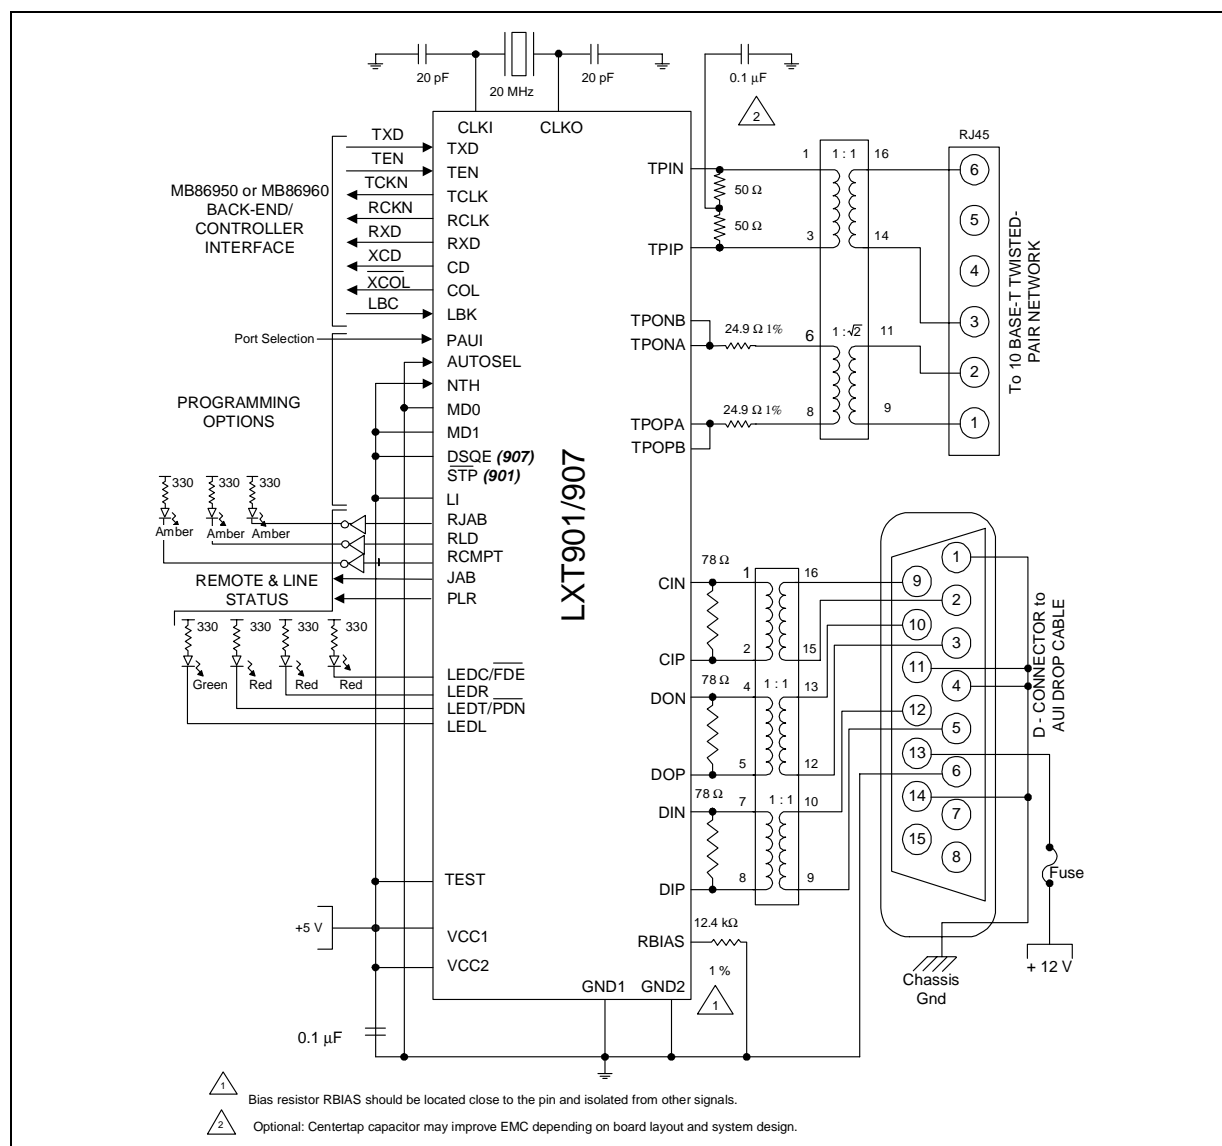 20 pF
20 MHz
20 pF
0.1 μF
2
CLKI
CLKO
MB86950 or MB86960
BACK-END/
CONTROLLER
INTERFACE
TXD
TEN
TCKN
RCKN
RXD
XCD
XCOL
LBC
TXD
TEN
TCLK
RCLK
RXD
CD
COL
LBK
Port Selection
PAUI
AUTOSEL
NTH
MD0
MD1
DSQE (907)
STP (901)
LI
PROGRAMMING
OPTIONS
330
330
330
Amber
Amber
Amber
RJAB
RLD
RCMPT
JAB
PLR
REMOTE & LINE
STATUS
330
330
330
330
Green
Red
Red
Red
LEDC/FDE
LEDR
LEDT/PDN
LEDL
TEST
+5 V
VCC1
VCC2
0.1 μF
LXT901/907
TPIN
50 Ω
50 Ω
TPIP
1
1 : 1
16
3
14
TPONB
TPONA
24.9 Ω 1%
6
1 : √2
11
TPOPA
TPOPB
24.9 Ω 1%
8
9
RJ45
6
5
4
3
2
1
To 10 BASE-T TWISTED-
PAIR NETWORK
CIN
78 Ω
1
16
CIP
2
15
DON
78 Ω
4
1 : 1
13
DOP
5
12
DIN
78 Ω
7
1 : 1
10
DIP
8
9
1
9
2
10
3
11
4
12
5
13
6
14
7
15
8
D - CONNECTOR to
AUI DROP CABLE
Fuse
+ 12 V
Chassis
Gnd
RBIAS
12.4 kΩ
1 %
1
GND1
GND2
1
Bias resistor RBIAS should be located close to the pin and isolated from other signals.
2
Optional: Centertap capacitor may improve EMC depending on board layout and system design.